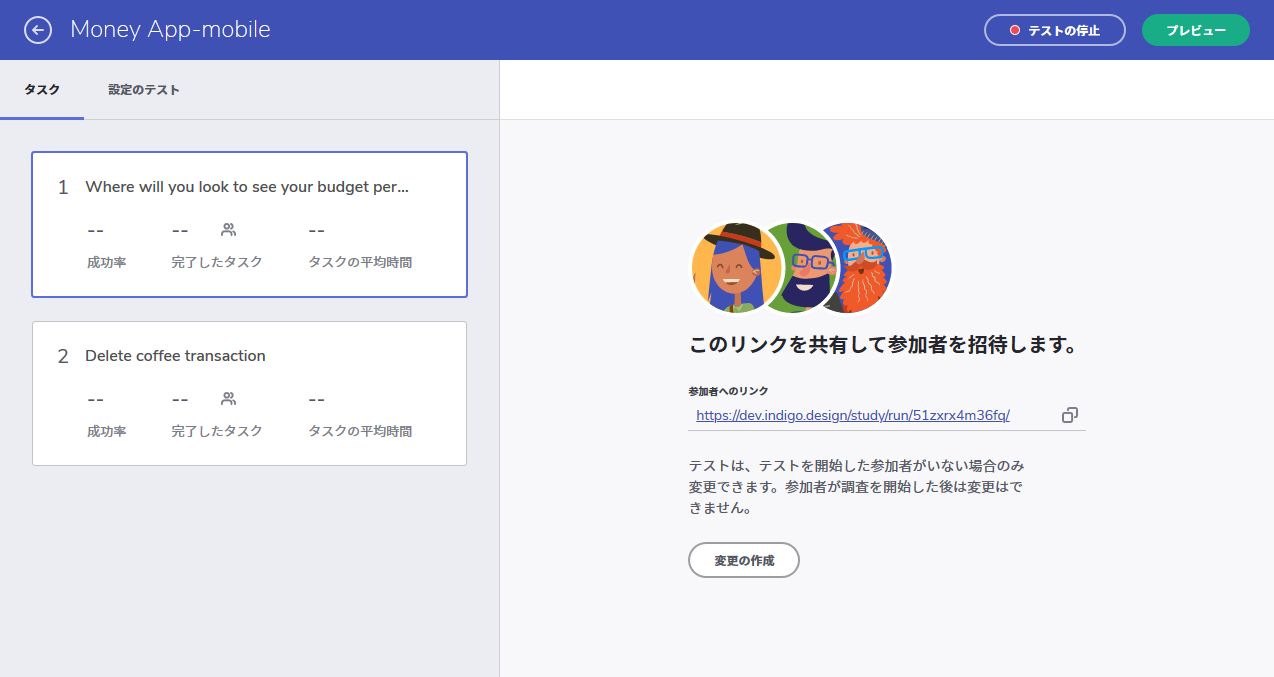 Money App-mobile
テストの停止
プレビュー
タスク
設定のテスト
1 Where will you look to see your budget per...
-- -- --
成功率 完了したタスク タスクの平均時間
2 Delete coffee transaction
-- -- --
成功率 完了したタスク タスクの平均時間
このリンクを共有して参加者を招待します。
参加者へのリンク
https://dev.indigo.design/study/run/51zxrx4m36fq/
テストは、テストを開始した参加者がいない場合のみ
変更できます。参加者が調査を開始した後は変更はで
きません。
変更の作成